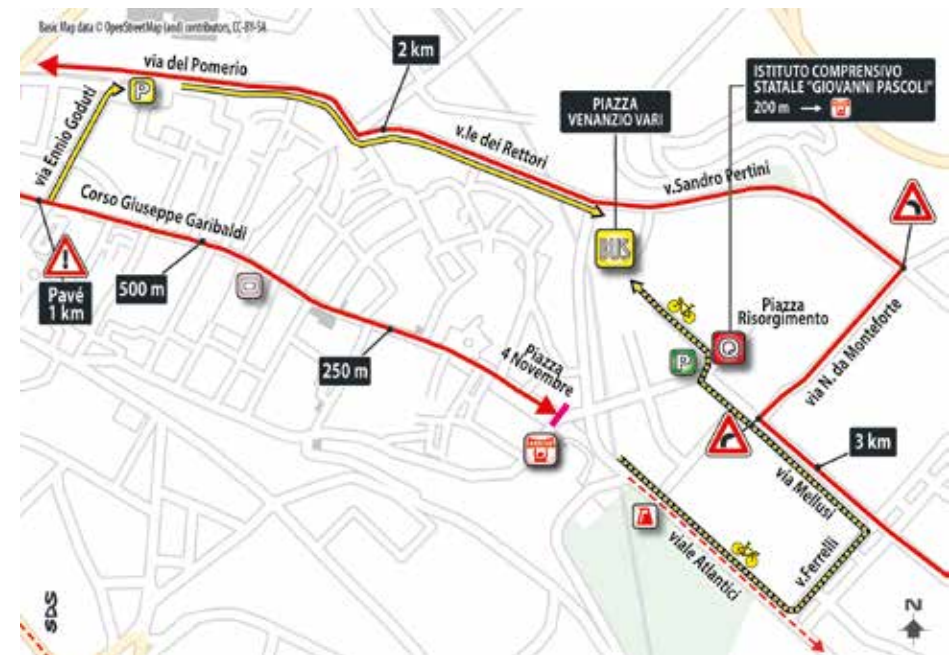 Basic Map data © OpenStreetMap (and) contributors, CC-BY-SA
via del Pomerio
2 km
ISTITUTO COMPRENSIVO
STATALE "GIOVANNI PASCOLI"
200 m
PIAZZA
VENANZIO VARI
P
via Ennio Goduti
v.le dei Rettori
v.Sandro Pertini
Corso Giuseppe Garibaldi
BUS
!
Pavé
1 km
500 m
Piazza
Risorgimento
Q
P
via N. da Monteforte
250 m
Piazza
4 Novembre
3 km
via Mellusi
viale Atlantici
v.Ferrelli
SDS
N